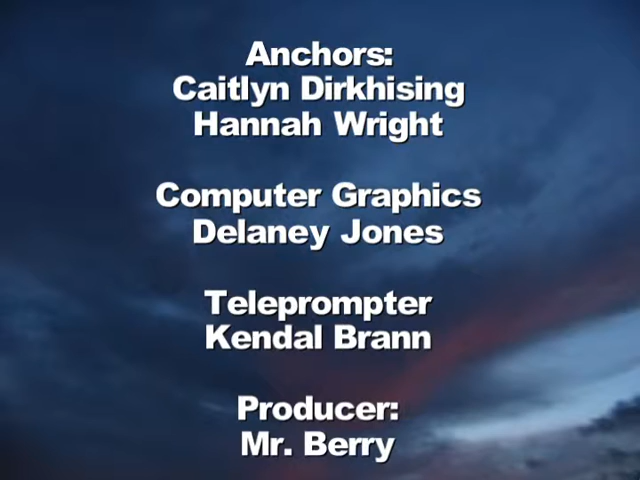 Anchors:
Caitlyn Dirkhising
Hannah Wright
Computer Graphics
Delaney Jones
Teleprompter
Kendal Brann
Producer:
Mr. Berry